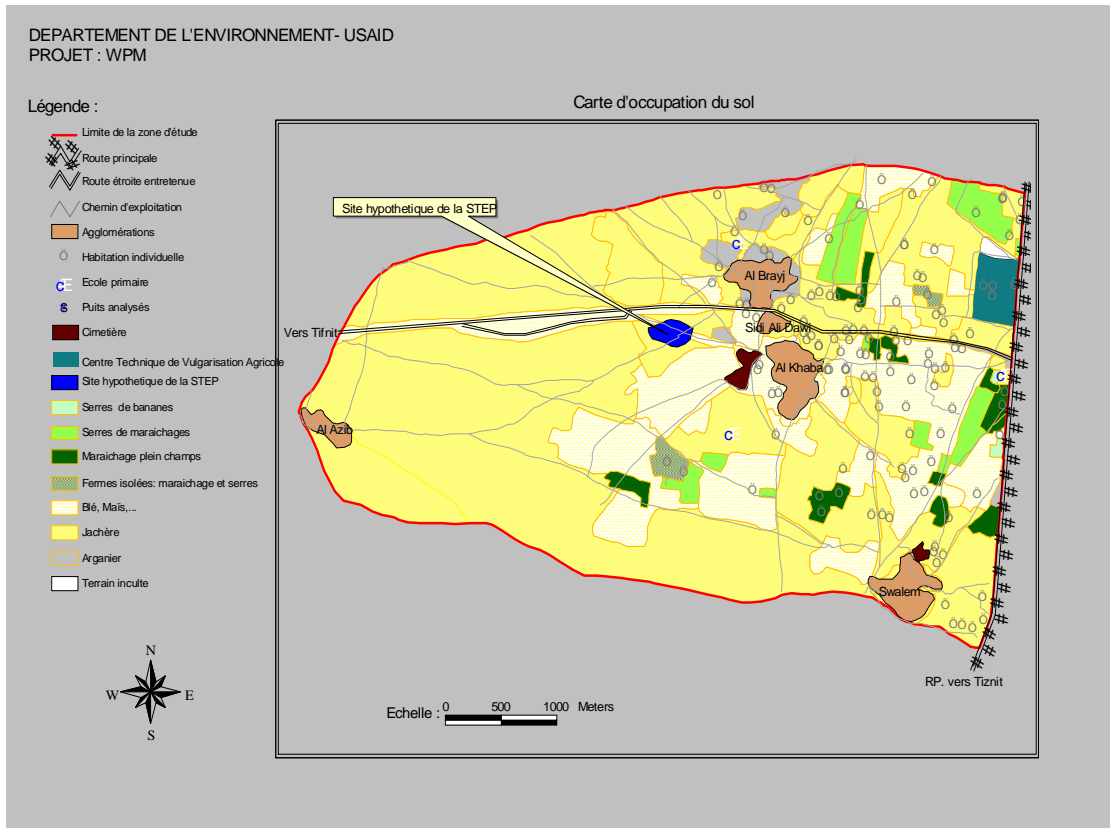 DEPARTEMENT DE L'ENVIRONNEMENT- USAID
PROJET : WPM
Légende :
Limite de la zone d'étude
Route principale
Route étroite entretenue
Chemin d'exploitation
Agglomérations
Habitation individuelle
Ecole primaire
Puits analysés
Cimetière
Centre Technique de Vulgarisation Agricole
Site hypothetique de la STEP
Serres de bananes
Serres de maraichages
Maraichage plein champs
Fermes isolées: maraichage et serres
Blé, Maïs,...
Jachère
Arganier
Terrain inculte
N
W E
S
Carte d'occupation du sol
Site hypothetique de la STEP
Al Brayj
Vers Tifnit
Sidi Ali Dawi
Al Khaba
Al Azib
Swalem
RP. vers Tiznit
Echelle : 0 500 1000 Meters